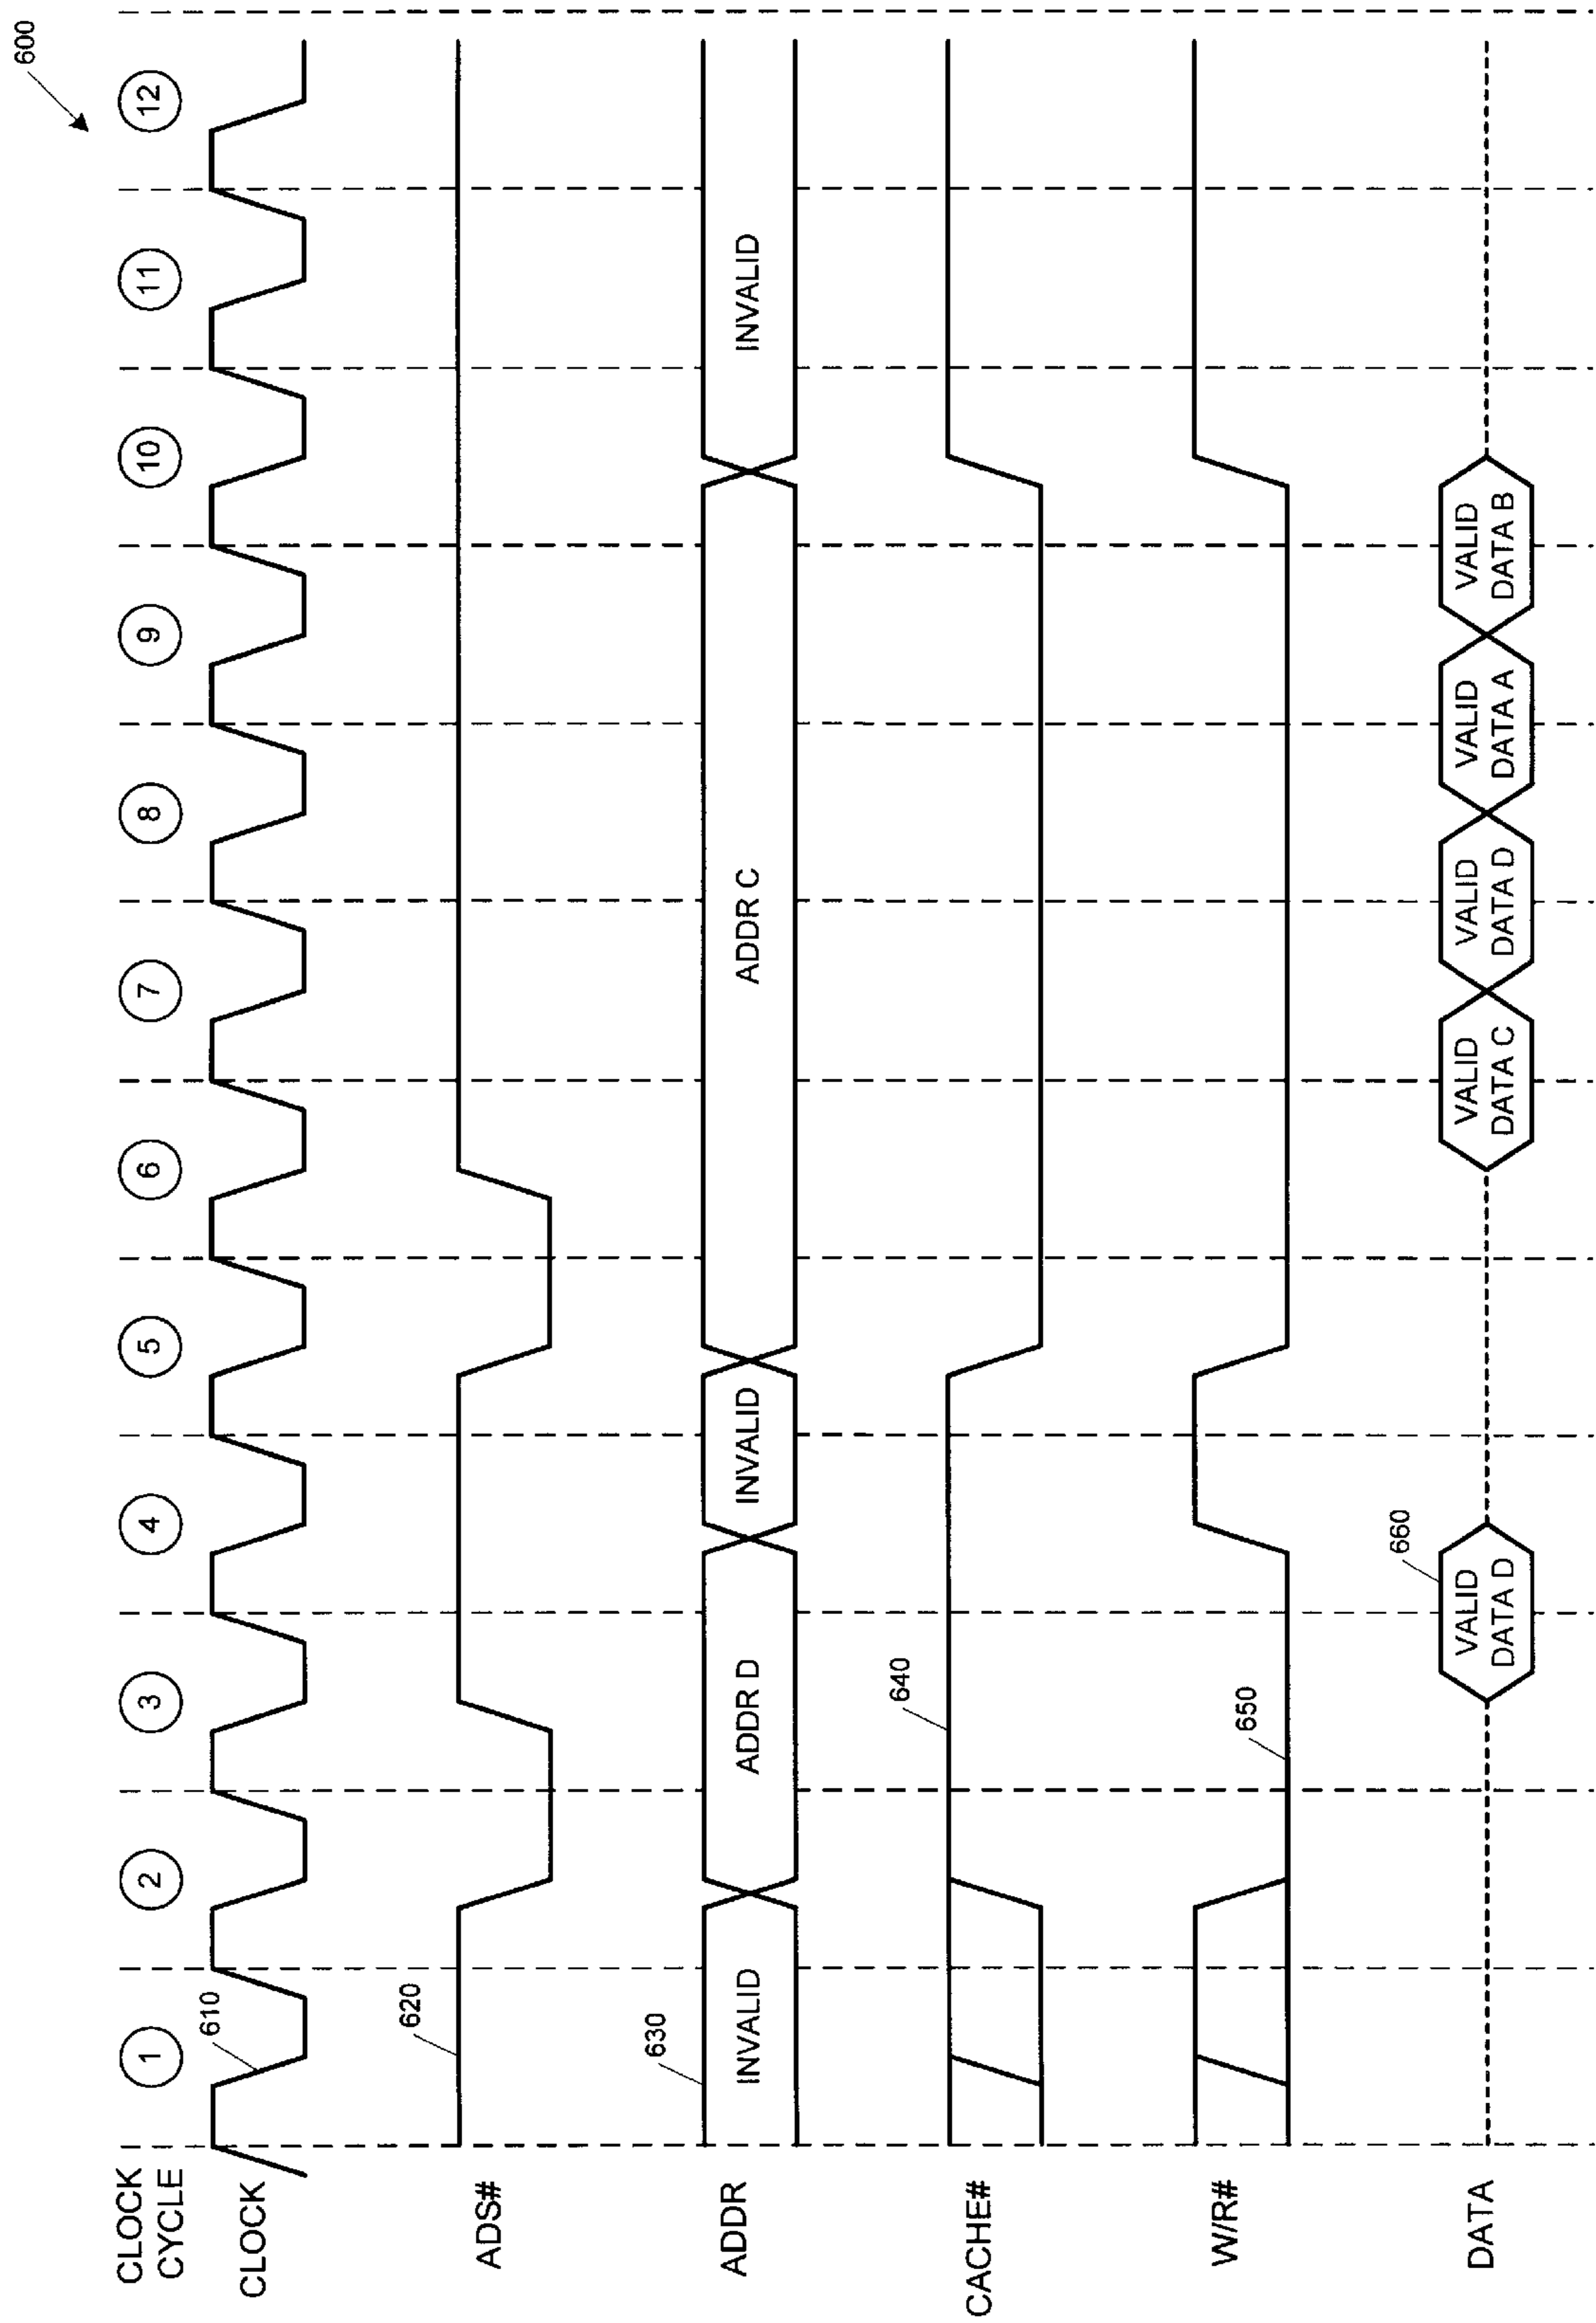 600
CLOCK
CYCLE
1
2
3
4
5
6
7
8
9
10
11
12
CLOCK
610
ADS#
620
ADDR
630
INVALID
ADDR D
INVALID
ADDR C
INVALID
CACHE#
640
W/R#
650
DATA
660
VALID
DATA D
VALID
DATA C
VALID
DATA D
VALID
DATA A
VALID
DATA B